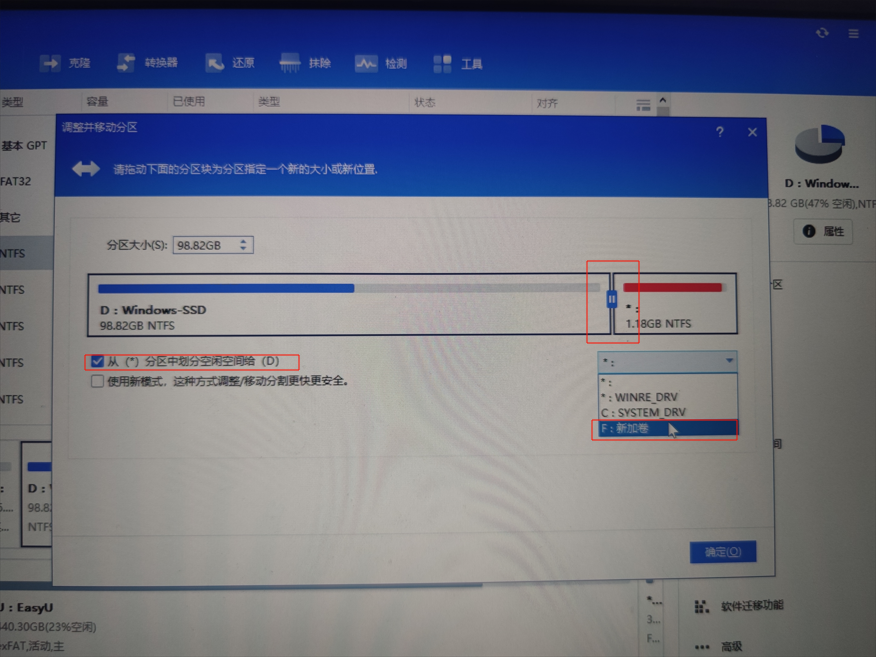 克隆
转换器
还原
抹除
检测
工具
类型
容量
已使用
类型
状态
对齐
基本 GPT
FAT32
其它
NTFS
NTFS
NTFS
NTFS
NTFS
调整并移动分区
?
请拖动下面的分区块为分区指定一个新的大小或新位置.
分区大小(S):
98.82GB
D : Windows-SSD
98.82GB NTFS
* :
1.18GB NTFS
从 (*) 分区中划分空闲空间给 (D)
使用新模式，这种方式调整/移动分割更快更安全。
* :
* :
* : WINRE_DRV
C : SYSTEM_DRV
F : 新加卷
确定(O)
D : Window...
8.82 GB(47% 空闲),NTF
属性
区
间
D : 
98.8
NTFS
U : EasyU
40.30GB(23%空闲)
exFAT,活动,主
*...
3...
F...
软件迁移功能
高级